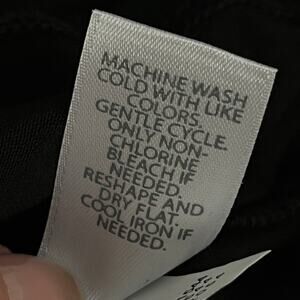 MACHINE WASH
COLD WITH LIKE
COLORS.
GENTLE CYCLE.
ONLY NON-
CHLORINE
BLEACH IF
NEEDED.
RESHAPE AND
DRY FLAT.
COOL IRON IF
NEEDED.